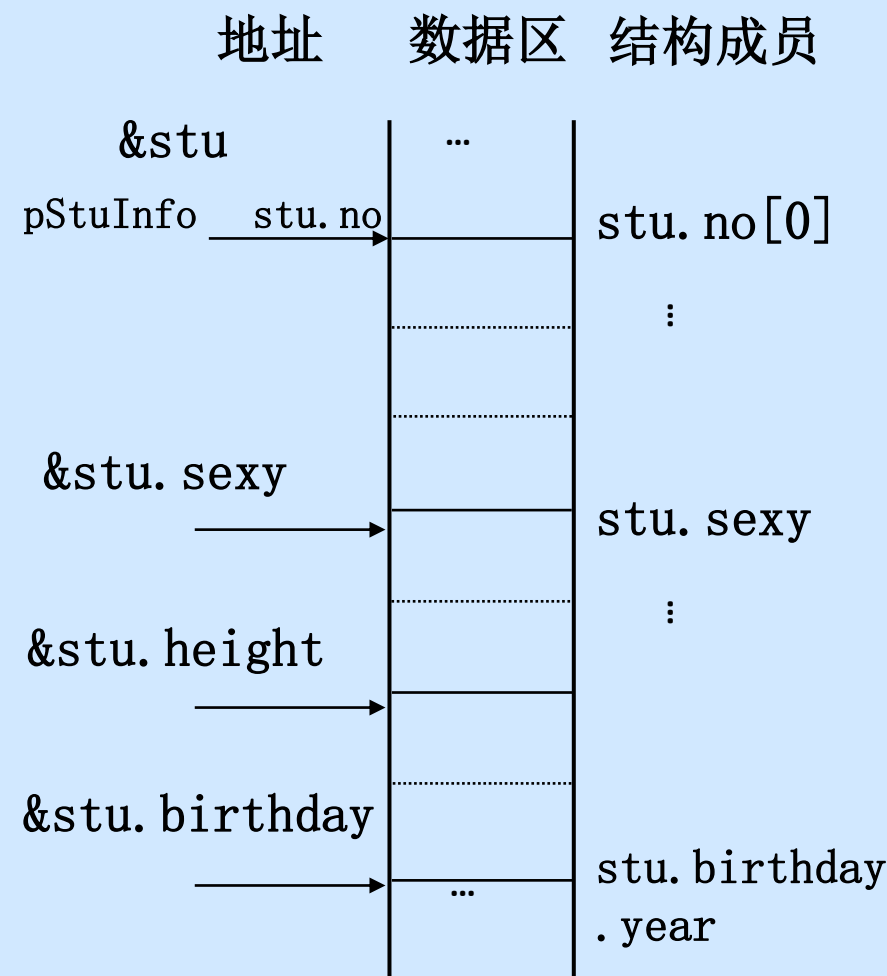 地址 数据区 结构成员
&stu …
pStuInfo stu.no stu.no[0]
⋮
&stu.sexy
stu.sexy
⋮
&stu.height
&stu.birthday
stu.birthday
…
.year